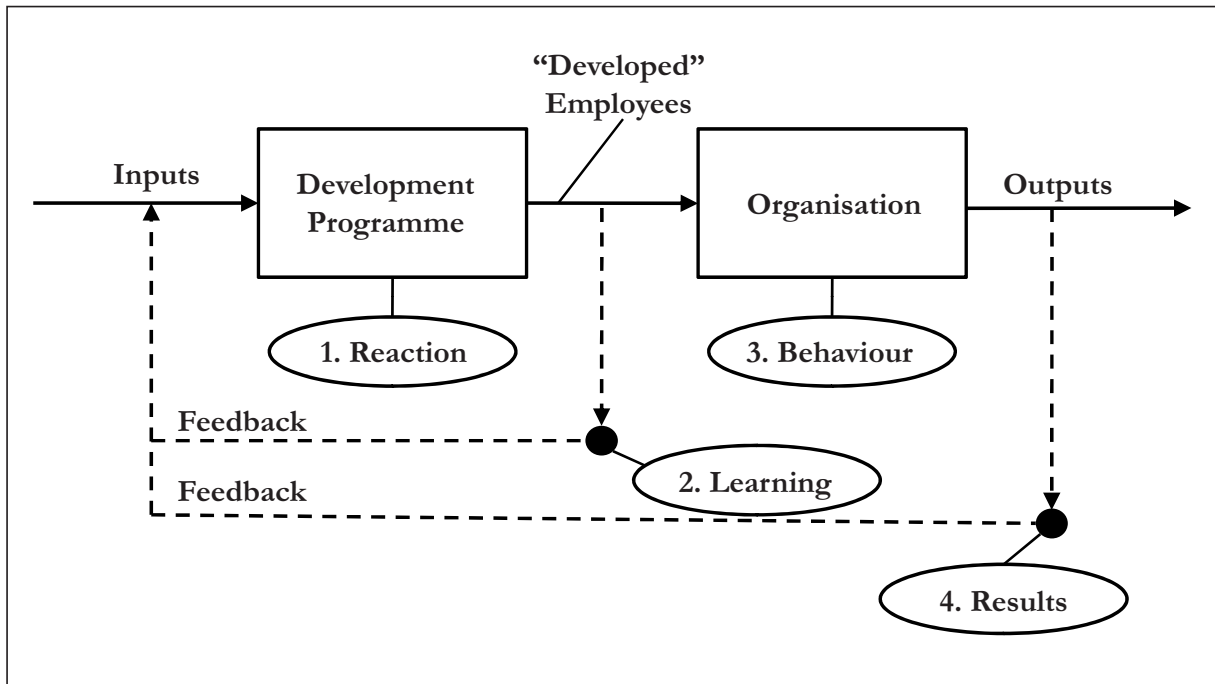 “Developed”
Employees
Inputs
Development
Programme
Organisation
Outputs
1. Reaction
3. Behaviour
Feedback
2. Learning
Feedback
4. Results